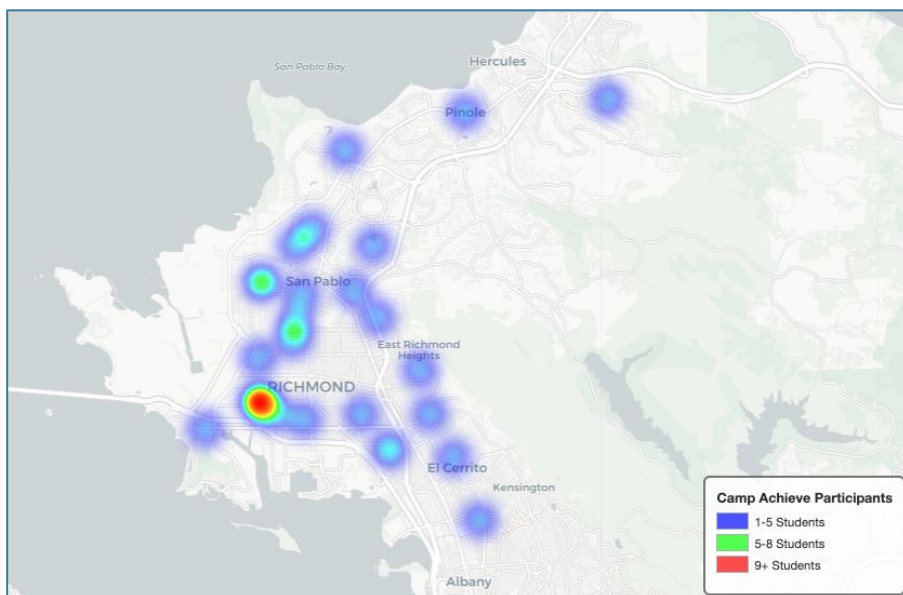 Hercules
San Pablo Bay
Pinole
San Pablo
East Richmond
Heights
RICHMOND
El Cerrito
Kensington
Albany
Camp Achieve Participants
1-5 Students
5-8 Students
9+ Students